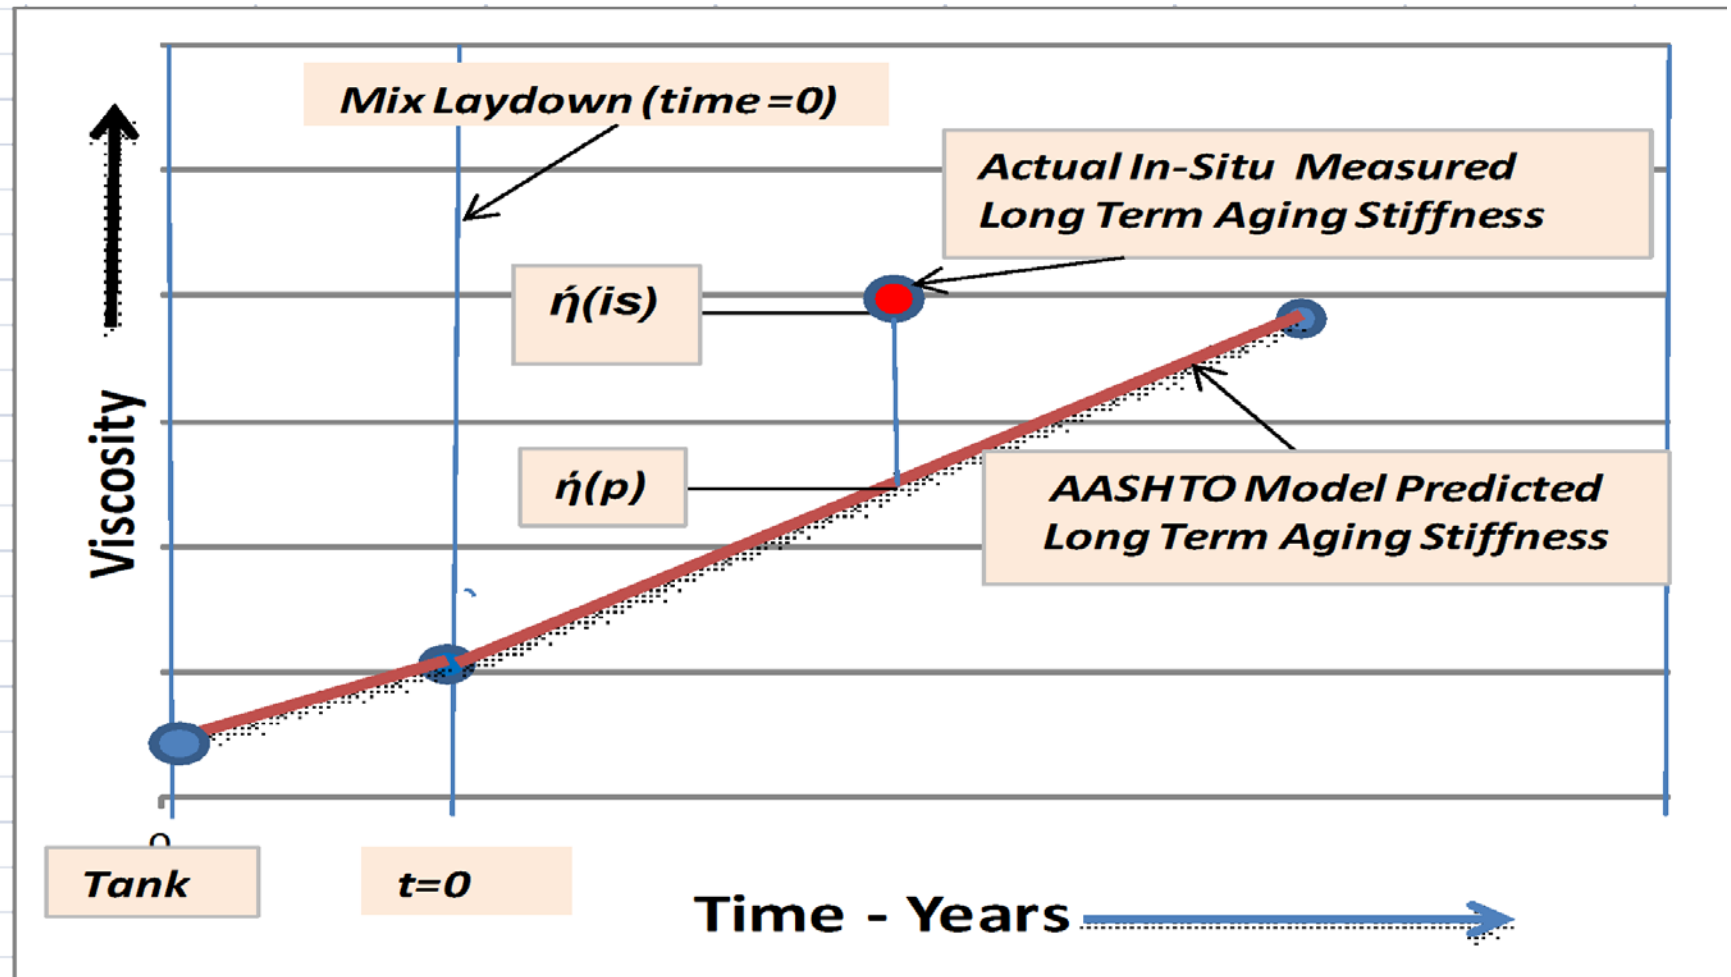 Mix Laydown (time=0)
Actual In-Situ Measured
Long Term Aging Stiffness
ή(is)
Viscosity
ή(p)
AASHTO Model Predicted
Long Term Aging Stiffness
Tank
t=0
Time - Years